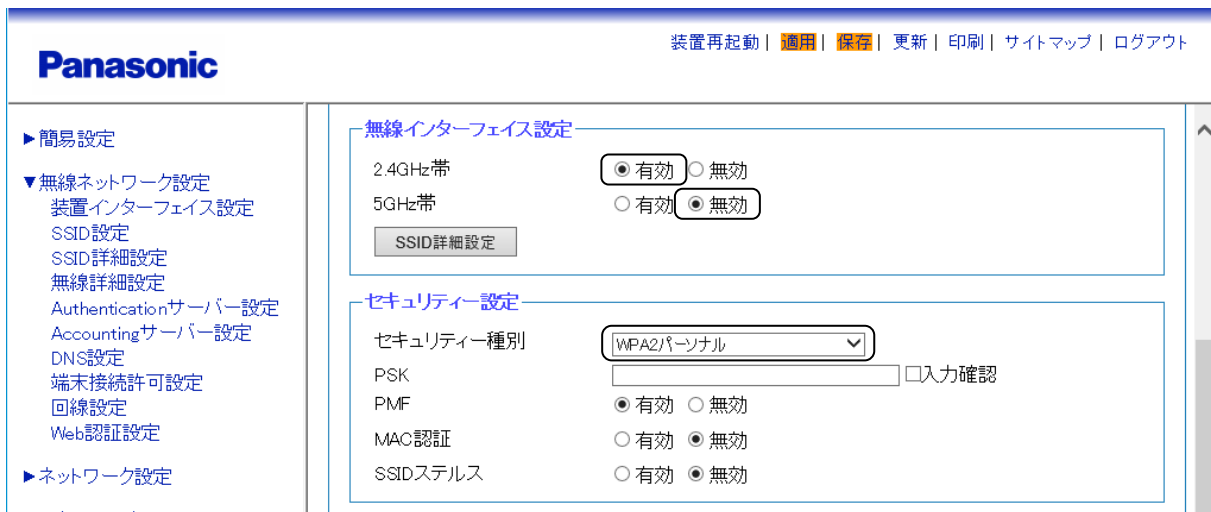 Panasonic
装置再起動| 適用| 保存| 更新| 印刷| サイトマップ| ログアウト
▶簡易設定
▼無線ネットワーク設定
装置インターフェイス設定
SSID設定
SSID詳細設定
無線詳細設定
Authenticationサーバー設定
Accountingサーバー設定
DNS設定
端末接続許可設定
回線設定
Web認証設定
▶ネットワーク設定
無線インターフェイス設定
2.4GHz帯 有効 無効
5GHz帯 有効 無効
SSID詳細設定
セキュリティー設定
セキュリティー種別 WPA2パーソナル
PSK 入力確認
PMF 有効 無効
MAC認証 有効 無効
SSIDステルス 有効 無効